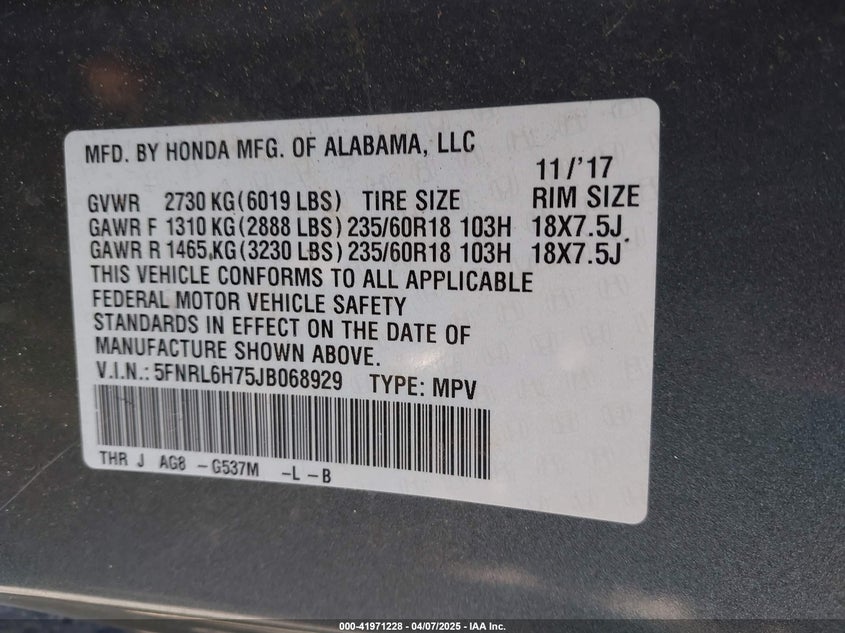 MFD. BY HONDA MFG. OF ALABAMA, LLC
11/'17
GVWR 2730 KG (6019 LBS) TIRE SIZE RIM SIZE
GAWR F 1310 KG (2888 LBS) 235/60R18 103H 18X7.5J
GAWR R 1465 KG (3230 LBS) 235/60R18 103H 18X7.5J
THIS VEHICLE CONFORMS TO ALL APPLICABLE
FEDERAL MOTOR VEHICLE SAFETY
STANDARDS IN EFFECT ON THE DATE OF
MANUFACTURE SHOWN ABOVE.
V.I.N.: 5FNRL6H75JB068929 TYPE: MPV
THR J AG8 -G537M -L -B
000-41971228 04/07/2025 IAA Inc.